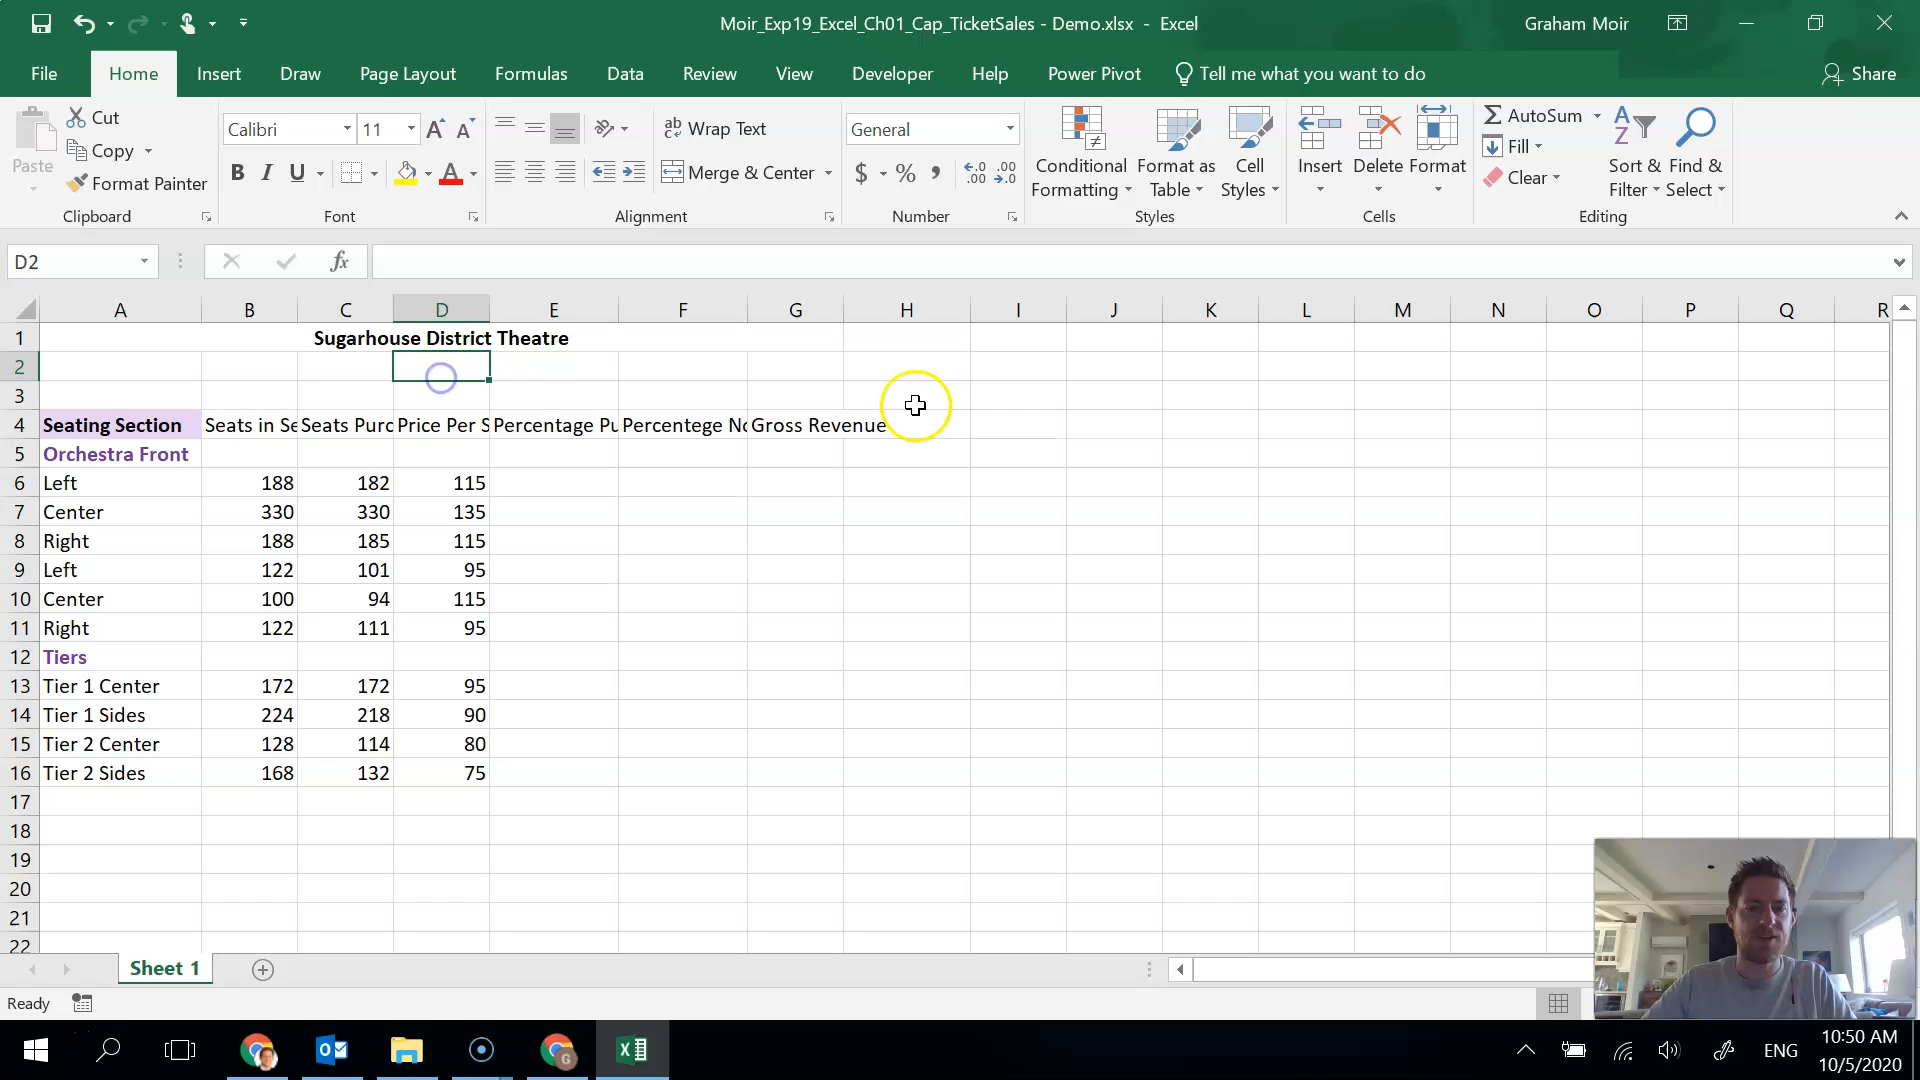 Moir_Exp19_Excel_Ch01_Cap_TicketSales - Demo.xlsx - Excel
Graham Moir
File Home Insert Draw Page Layout Formulas Data Review View Developer Help Power Pivot Tell me what you want to do Share
Paste
Cut
Copy
Format Painter
Clipboard
Calibri 11
B I U
Font
Wrap Text
Merge & Center
Alignment
General
$ % ,
Number
Conditional Formatting
Format as Table
Cell Styles
Styles
Insert Delete Format
Cells
AutoSum
Fill
Clear
Sort & Filter
Find & Select
Editing
D2 fx
A B C D E F G H I J K L M N O P Q R
1 Sugarhouse District Theatre
2
3
4 Seating Section Seats in Se Seats Purc Price Per S Percentage Pu Percentege No Gross Revenue
5 Orchestra Front
6 Left 188 182 115
7 Center 330 330 135
8 Right 188 185 115
9 Left 122 101 95
10 Center 100 94 115
11 Right 122 111 95
12 Tiers
13 Tier 1 Center 172 172 95
14 Tier 1 Sides 224 218 90
15 Tier 2 Center 128 114 80
16 Tier 2 Sides 168 132 75
17
18
19
20
21
22
Sheet 1
Ready
ENG
10:50 AM
10/5/2020